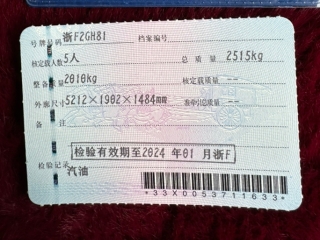 号牌号码 浙F2GH81 档案编号
核定载人数 5人 总质量 2515kg
整备质量 2010kg 核定载质量 --
外廓尺寸 5212×1902×1484 准牵引总质量 --
备注
检验有效期至2024年01月浙F
检验记录
汽油
*33X0053711633*